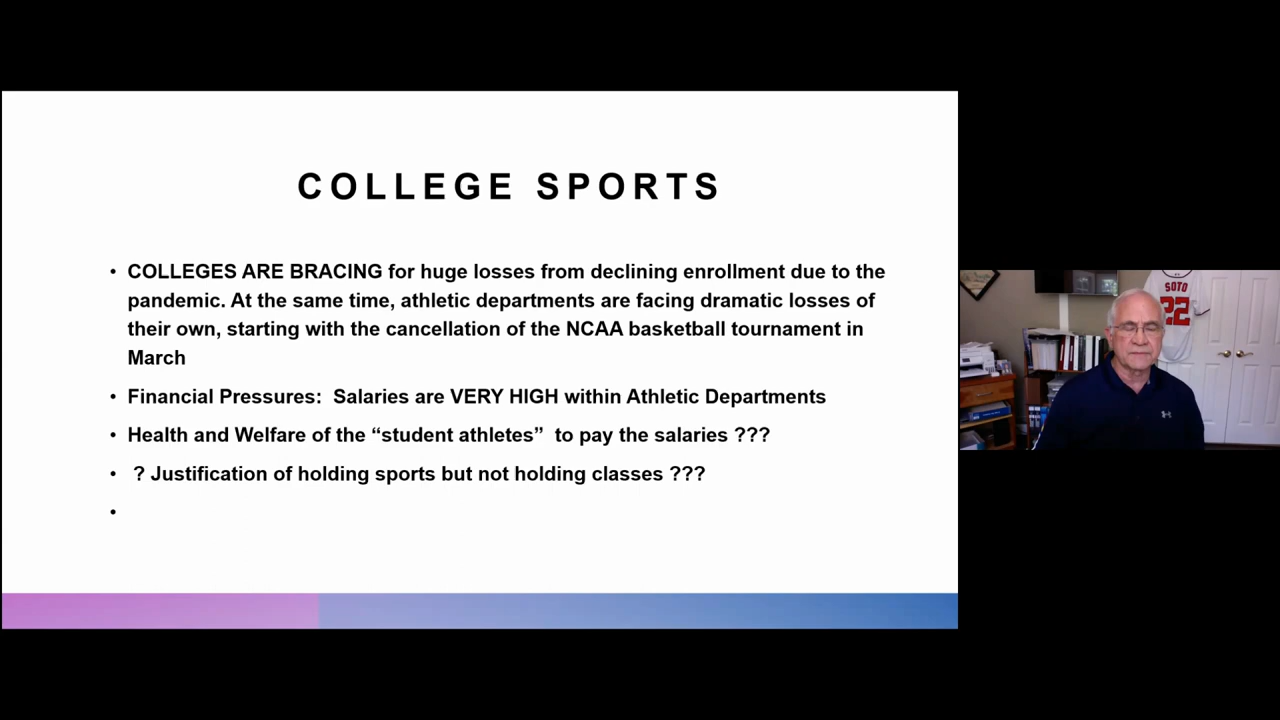 COLLEGE SPORTS
• COLLEGES ARE BRACING for huge losses from declining enrollment due to the
pandemic. At the same time, athletic departments are facing dramatic losses of
their own, starting with the cancellation of the NCAA basketball tournament in
March
• Financial Pressures:  Salaries are VERY HIGH within Athletic Departments
• Health and Welfare of the “student athletes”  to pay the salaries ???
• ? Justification of holding sports but not holding classes ???
•
SOTO
22